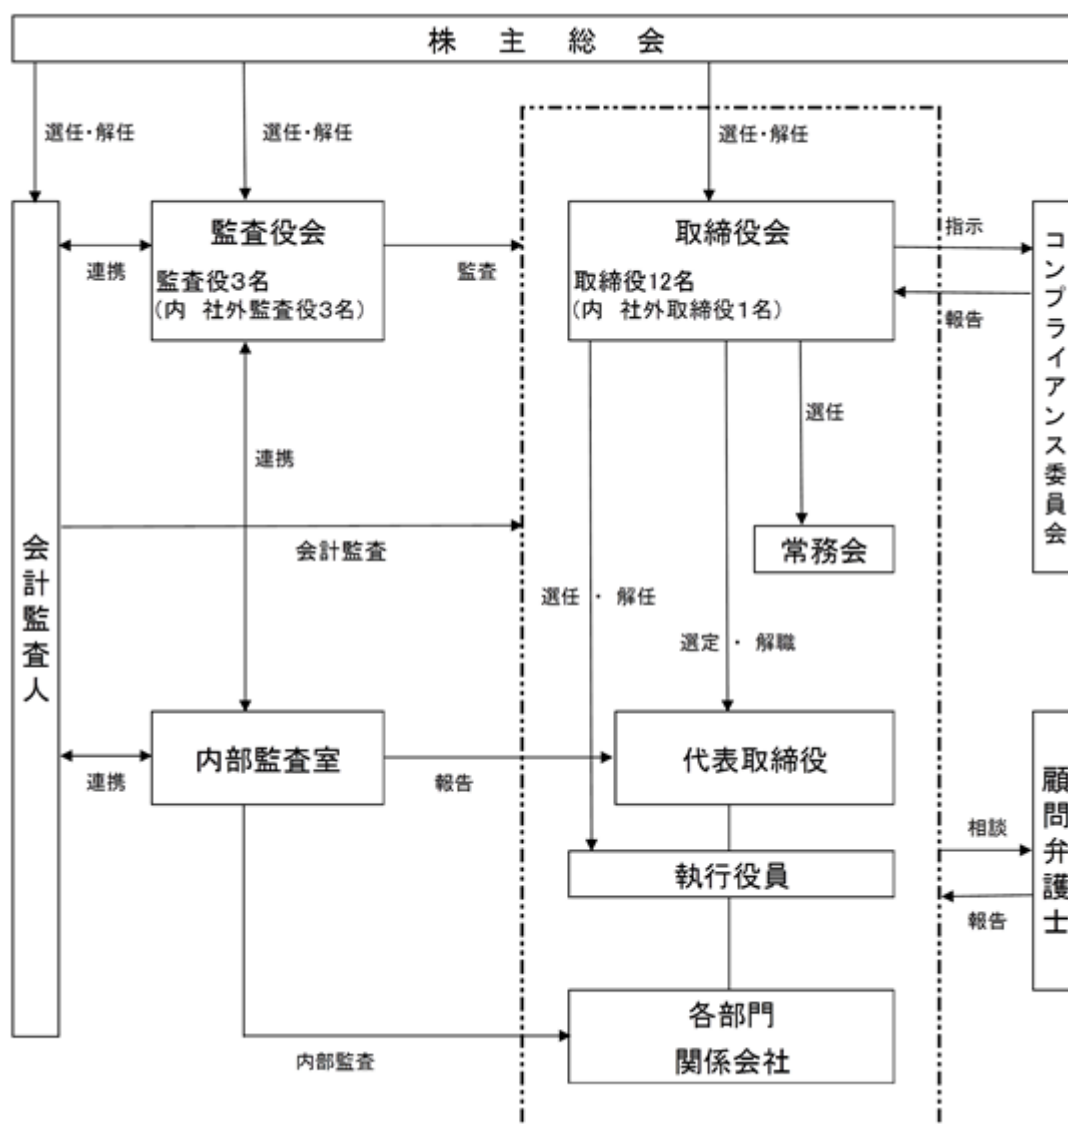 株 主 総 会
選任・解任
選任・解任
選任・解任
監査役会
監査役3名
(内 社外監査役3名)
連携
監査
取締役会
取締役12名
(内 社外取締役1名)
指示
報告
コンプライアンス委員会
選任
連携
会計監査
常務会
会計監査人
選任 ・ 解任
選定 ・ 解職
内部監査室
連携
報告
代表取締役
執行役員
相談
報告
顧問弁護士
各部門
関係会社
内部監査